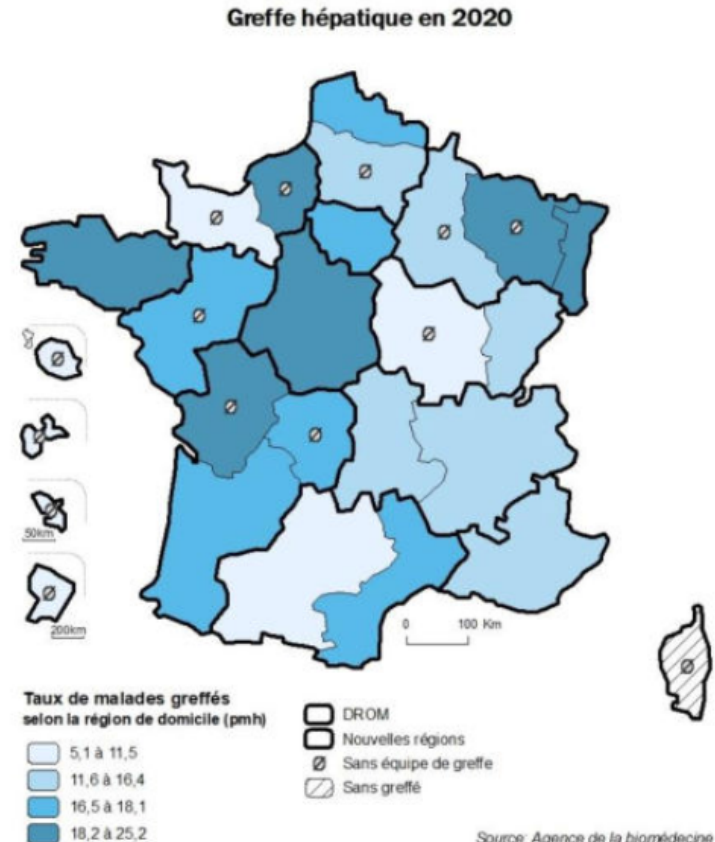 Greffe hépatique en 2020
50km
200km
0 100 Km
Taux de malades greffés
selon la région de domicile (pmh)
5,1 à 11,5
11,6 à 16,4
16,5 à 18,1
18,2 à 25,2
DROM
Nouvelles régions
Sans équipe de greffe
Sans greffé
Source: Agence de la biomédecine